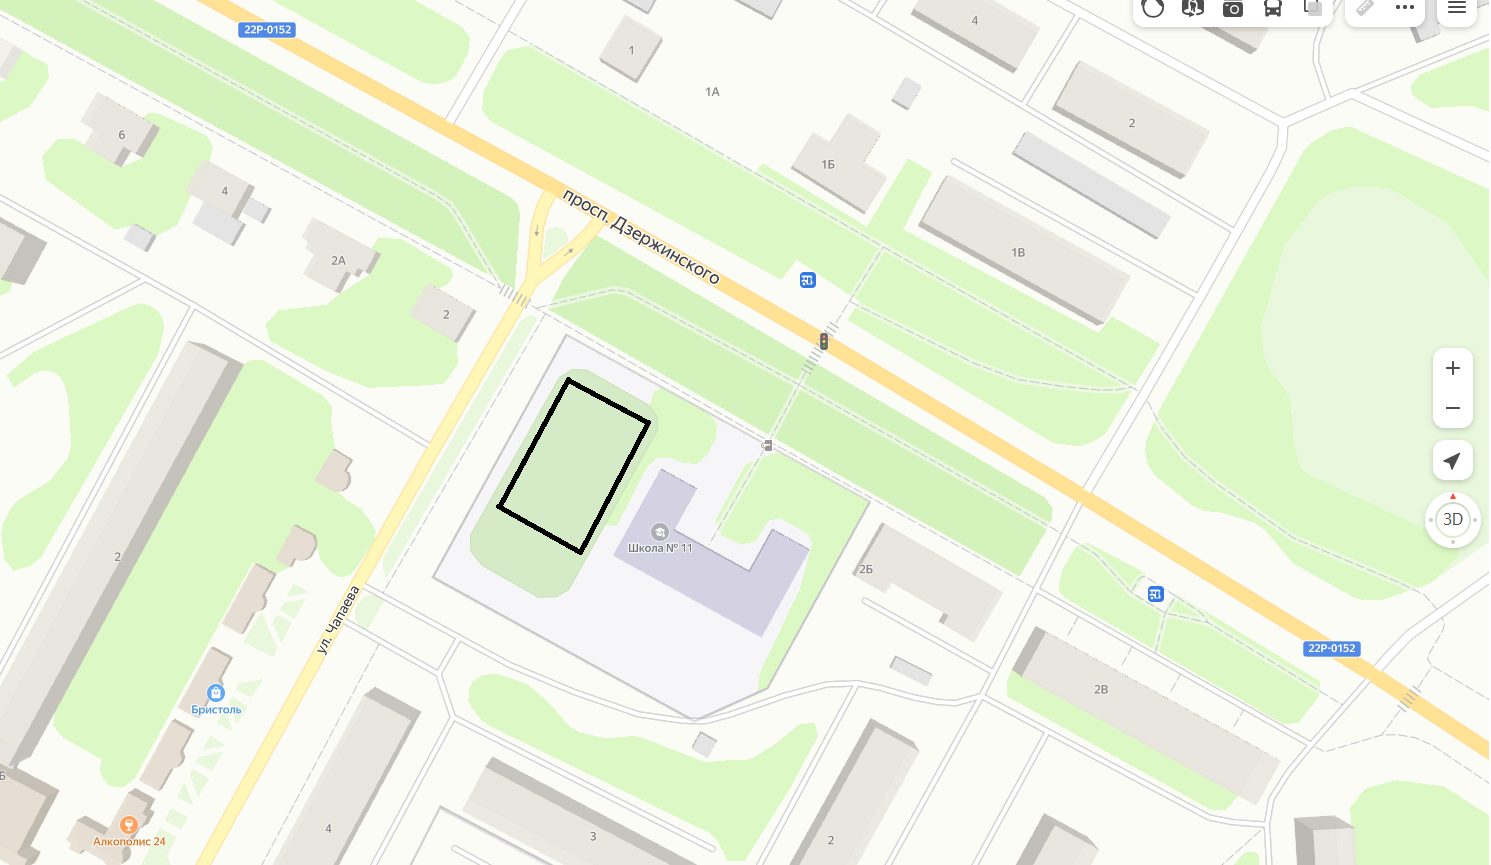 22Р-0152
4
1
1А
2
6
1Б
4
просп. Дзержинского
1В
2А
2
Школа № 11
2
2Б
3D
ул. Чапаева
22Р-0152
2В
Бристоль
4
3
2
Алкополис 24